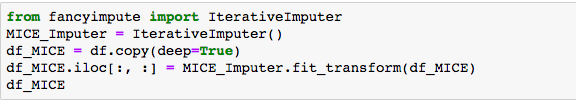 from fancyimpute import IterativeImputer
MICE_Imputer = IterativeImputer()
df_MICE = df.copy(deep=True)
df_MICE.iloc[:, :] = MICE_Imputer.fit_transform(df_MICE)
df_MICE